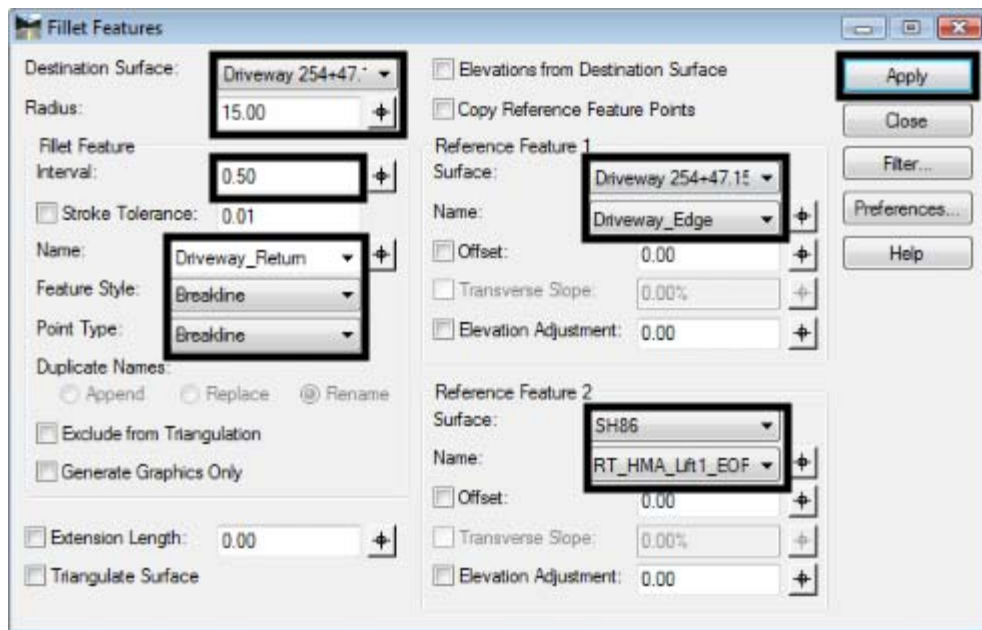 Fillet Features
Destination Surface: Driveway 254+47.
Radius: 15.00
Fillet Feature
Interval: 0.50
Stroke Tolerance: 0.01
Name: Driveway_Return
Feature Style: Breakline
Point Type: Breakline
Duplicate Names:
Append Replace Rename
Exclude from Triangulation
Generate Graphics Only
Extension Length: 0.00
Triangulate Surface
Elevations from Destination Surface
Copy Reference Feature Points
Reference Feature 1
Surface: Driveway 254+47.15
Name: Driveway_Edge
Offset: 0.00
Transverse Slope: 0.00%
Elevation Adjustment: 0.00
Reference Feature 2
Surface: SH86
Name: RT_HMA_Lift1_EOP
Offset: 0.00
Transverse Slope: 0.00%
Elevation Adjustment: 0.00
Apply
Close
Filter...
Preferences...
Help